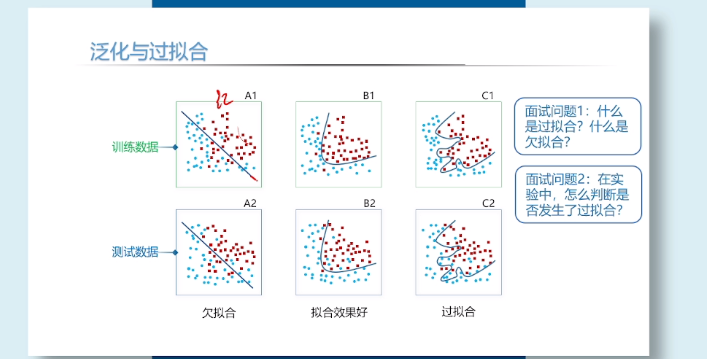 泛化与过拟合
A1
B1
C1
训练数据
A2
B2
C2
测试数据
欠拟合
拟合效果好
过拟合
面试问题1：什么
是过拟合？什么是
欠拟合？
面试问题2：在实
验中，怎么判断是
否发生了过拟合？